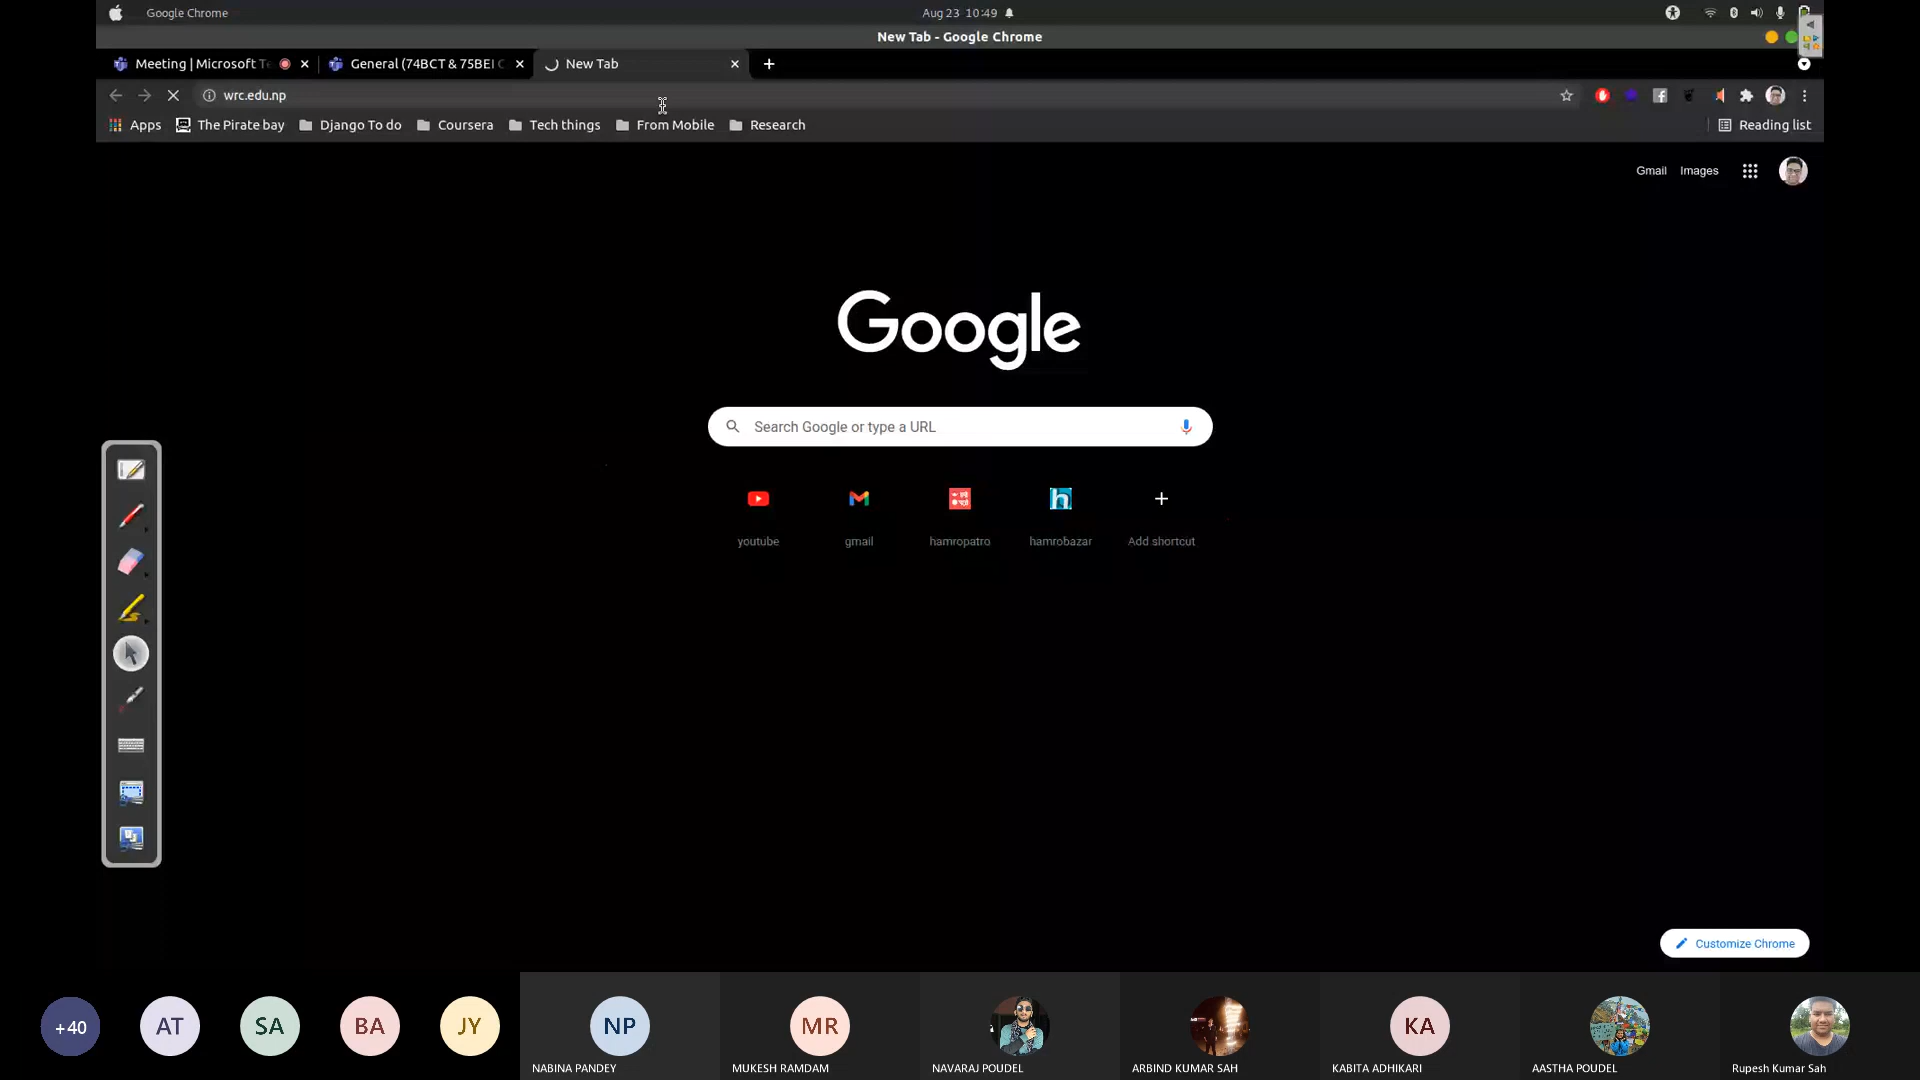 Google Chrome
Aug 23 10:49
New Tab - Google Chrome
Meeting | Microsoft Te
General (74BCT & 75BEI C
New Tab
wrc.edu.np
Apps
The Pirate bay
Django To do
Coursera
Tech things
From Mobile
Research
Reading list
Gmail
Images
Google
Search Google or type a URL
youtube
gmail
hamropatro
hamrobazar
Add shortcut
Customize Chrome
+40
AT
SA
BA
JY
NP
MR
KA
NABINA PANDEY
MUKESH RAMDAM
NAVARAJ POUDEL
ARBIND KUMAR SAH
KABITA ADHIKARI
AASTHA POUDEL
Rupesh Kumar Sah